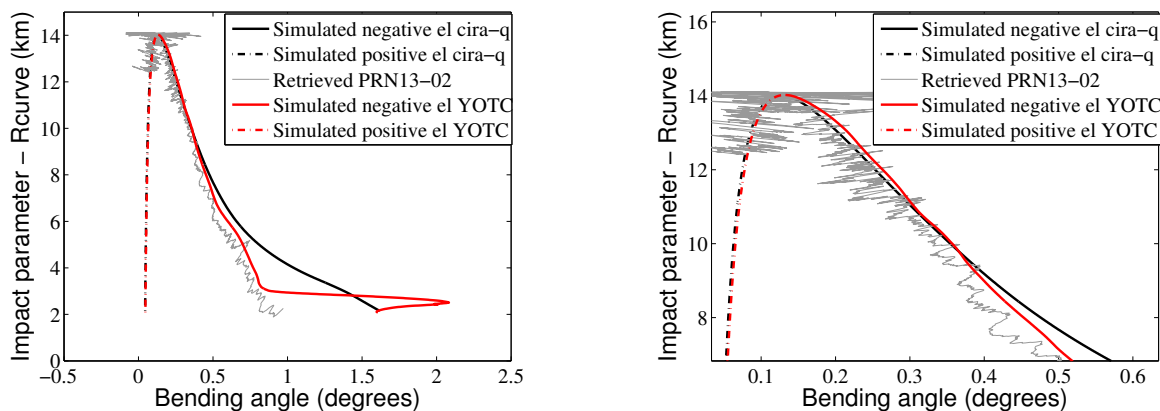 Simulated negative el cira-q
Simulated positive el cira-q
Retrieved PRN13-02
Simulated negative el YOTC
Simulated positive el YOTC
Impact parameter - Rcurve (km)
14
12
10
8
6
4
2
0
-0.5
0
0.5
1
1.5
2
2.5
Bending angle (degrees)
Simulated negative el cira-q
Simulated positive el cira-q
Retrieved PRN13-02
Simulated negative el YOTC
Simulated positive el YOTC
Impact parameter - Rcurve (km)
16
14
12
10
8
0.1
0.2
0.3
0.4
0.5
0.6
Bending angle (degrees)